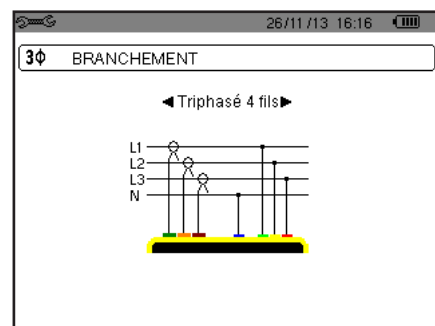 26/11/13 16:16
3Φ BRANCHEMENT
◄Triphasé 4 fils►
L1
L2
L3
N